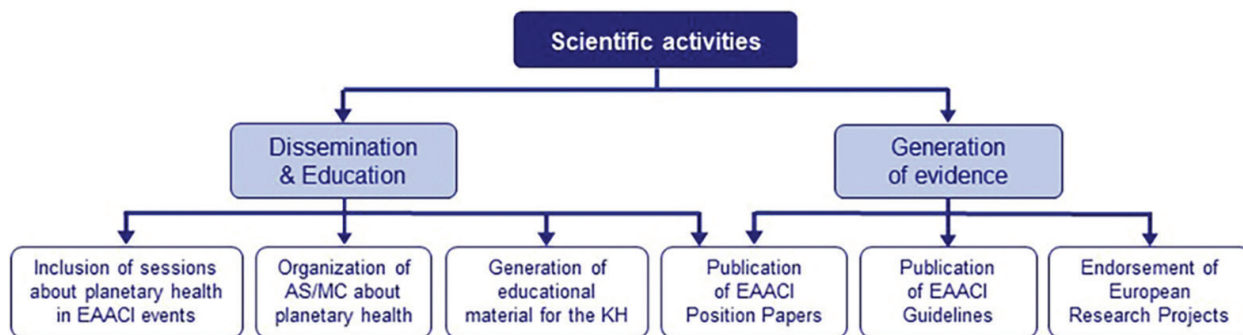 Scientific activities
Dissemination
& Education
Generation
of evidence
Inclusion of sessions
about planetary health
in EAACI events
Organization of
AS/MC about
planetary health
Generation of
educational
material for the KH
Publication
of EAACI
Position Papers
Publication
of EAACI
Guidelines
Endorsement of
European
Research Projects